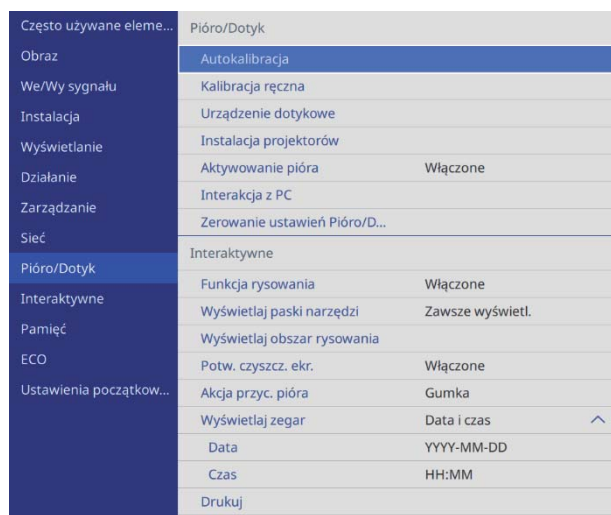 Często używane eleme...
Obraz
We/Wy sygnału
Instalacja
Wyświetlanie
Działanie
Zarządzanie
Sieć
Pióro/Dotyk
Interaktywne
Pamięć
ECO
Ustawienia początkow...
Pióro/Dotyk
Autokalibracja
Kalibracja ręczna
Urządzenie dotykowe
Instalacja projektorów
Aktywowanie pióra Włączone
Interakcja z PC
Zerowanie ustawień Pióro/D...
Interaktywne
Funkcja rysowania Włączone
Wyświetlaj paski narzędzi Zawsze wyświetl.
Wyświetlaj obszar rysowania
Potw. czyszcz. ekr. Włączone
Akcja przyc. pióra Gumka
Wyświetlaj zegar Data i czas
Data YYYY-MM-DD
Czas HH:MM
Drukuj